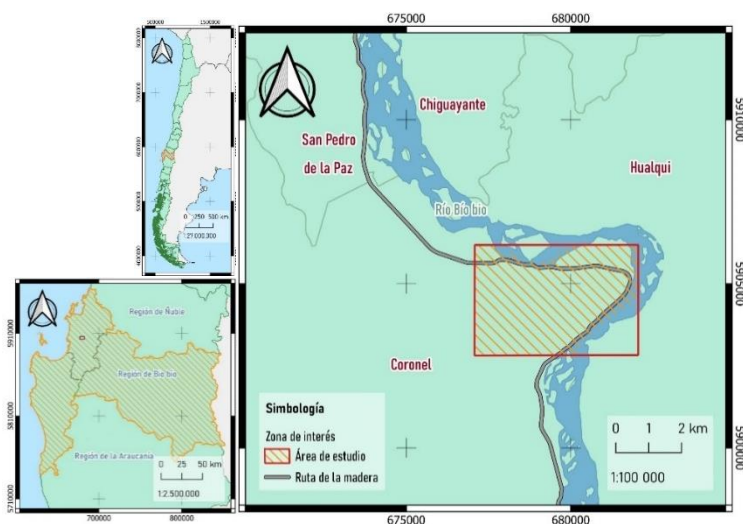 675000
680000
Chiguayante
San Pedro
de la Paz
Hualqui
Río Bío bio
Coronel
5910000
5905000
5900000
Simbología
Zona de interés
Área de estudio
Ruta de la madera
0 1 2 km
1:100 000
675000
680000
0 250 500 km
1:27.000.000
Región de Ñuble
Región de Bío bío
Región de la Araucanía
5910000
5810000
5710000
0 25 50 km
1:2.500.000
700000
800000